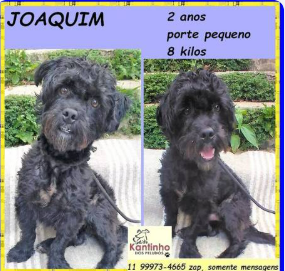 JOAQUIM
2 anos
porte pequeno
8 kilos
Kantinho
DOS PELUDOS
11 99973-4665 zap, somente mensagens